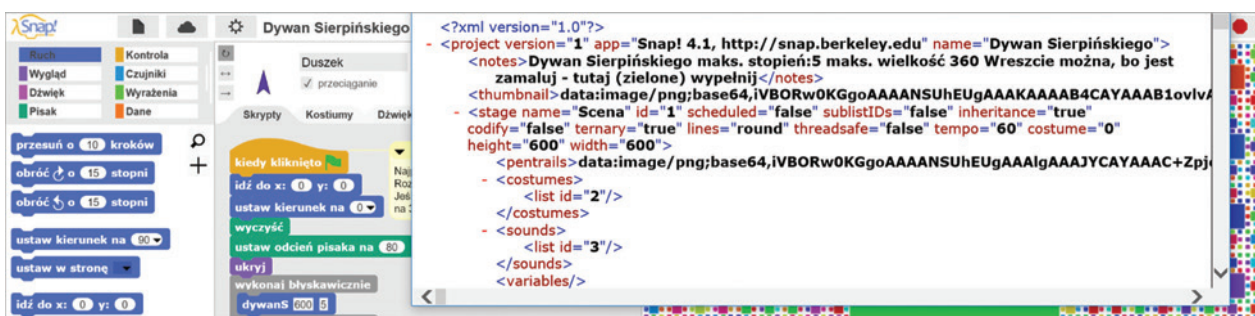 Snap!
Dywan Sierpińskiego
Ruch
Kontrola
Wygląd
Czujniki
Dźwięk
Wyrażenia
Pisak
Dane
przesuń o 10 kroków
obróć o 15 stopni
obróć o 15 stopni
ustaw kierunek na 90
ustaw w stronę
idź do x: 0 y: 0
Duszek
przeciąganie
Skrypty Kostiumy Dźwięk
kiedy kliknięto
idź do x: 0 y: 0
ustaw kierunek na 0
wyczyść
ustaw odcień pisaka na 80
ukryj
wykonaj błyskawicznie
dywanS 600 5
Naj
Roz
Jeś
<?xml version="1.0"?>
- <project version="1" app="Snap! 4.1, http://snap.berkeley.edu" name="Dywan Sierpińskiego">
<notes>Dywan Sierpińskiego maks. stopień:5 maks. wielkość 360 Wreszcie można, bo jest
zamaluj - tutaj (zielone) wypełnij</notes>
<thumbnail>data:image/png;base64,iVBORw0KGgoAAAANSUhEUgAAAKAAAAB4CAYAAAB1ovlvA
- <stage name="Scena" id="1" scheduled="false" sublistIDs="false" inheritance="true"
codify="false" ternary="true" lines="round" threadsafe="false" tempo="60" costume="0"
height="600" width="600">
<pentrails>data:image/png;base64,iVBORw0KGgoAAAANSUhEUgAAAlgAAAJYCAYAAAC+Zpj
- <costumes>
<list id="2"/>
</costumes>
- <sounds>
<list id="3"/>
</sounds>
<variables/>